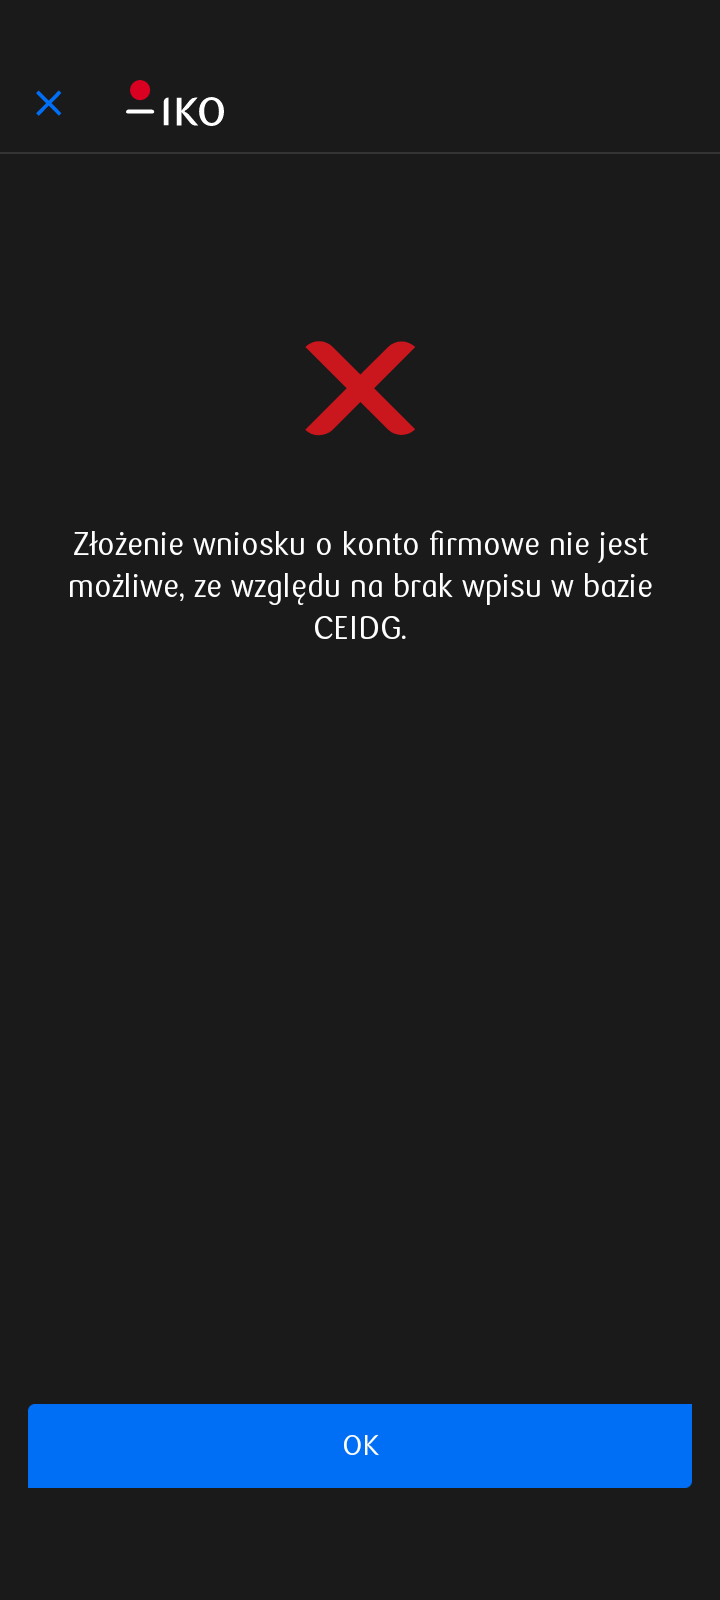 IKO
Złożenie wniosku o konto firmowe nie jest
możliwe, ze względu na brak wpisu w bazie
CEIDG.
OK